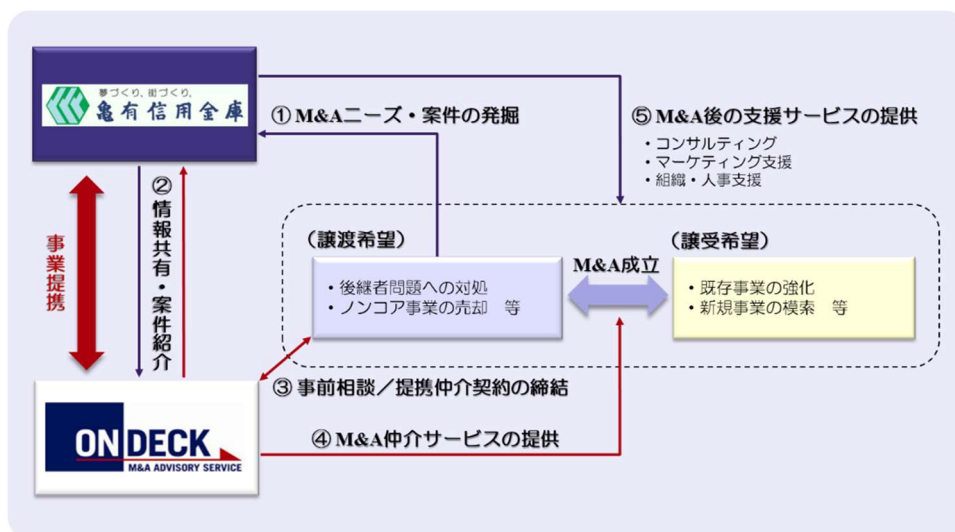 夢づくり、街づくり、
亀有信用金庫
① M&Aニーズ・案件の発掘
⑤ M&A後の支援サービスの提供
・コンサルティング
・マーケティング支援
・組織・人事支援
② 情報共有・案件紹介
事業提携
（譲渡希望）
・後継者問題への対処
・ノンコア事業の売却　等
M&A成立
（譲受希望）
・既存事業の強化
・新規事業の模索　等
③ 事前相談／提携仲介契約の締結
④ M&A仲介サービスの提供
ON DECK
M&A ADVISORY SERVICE